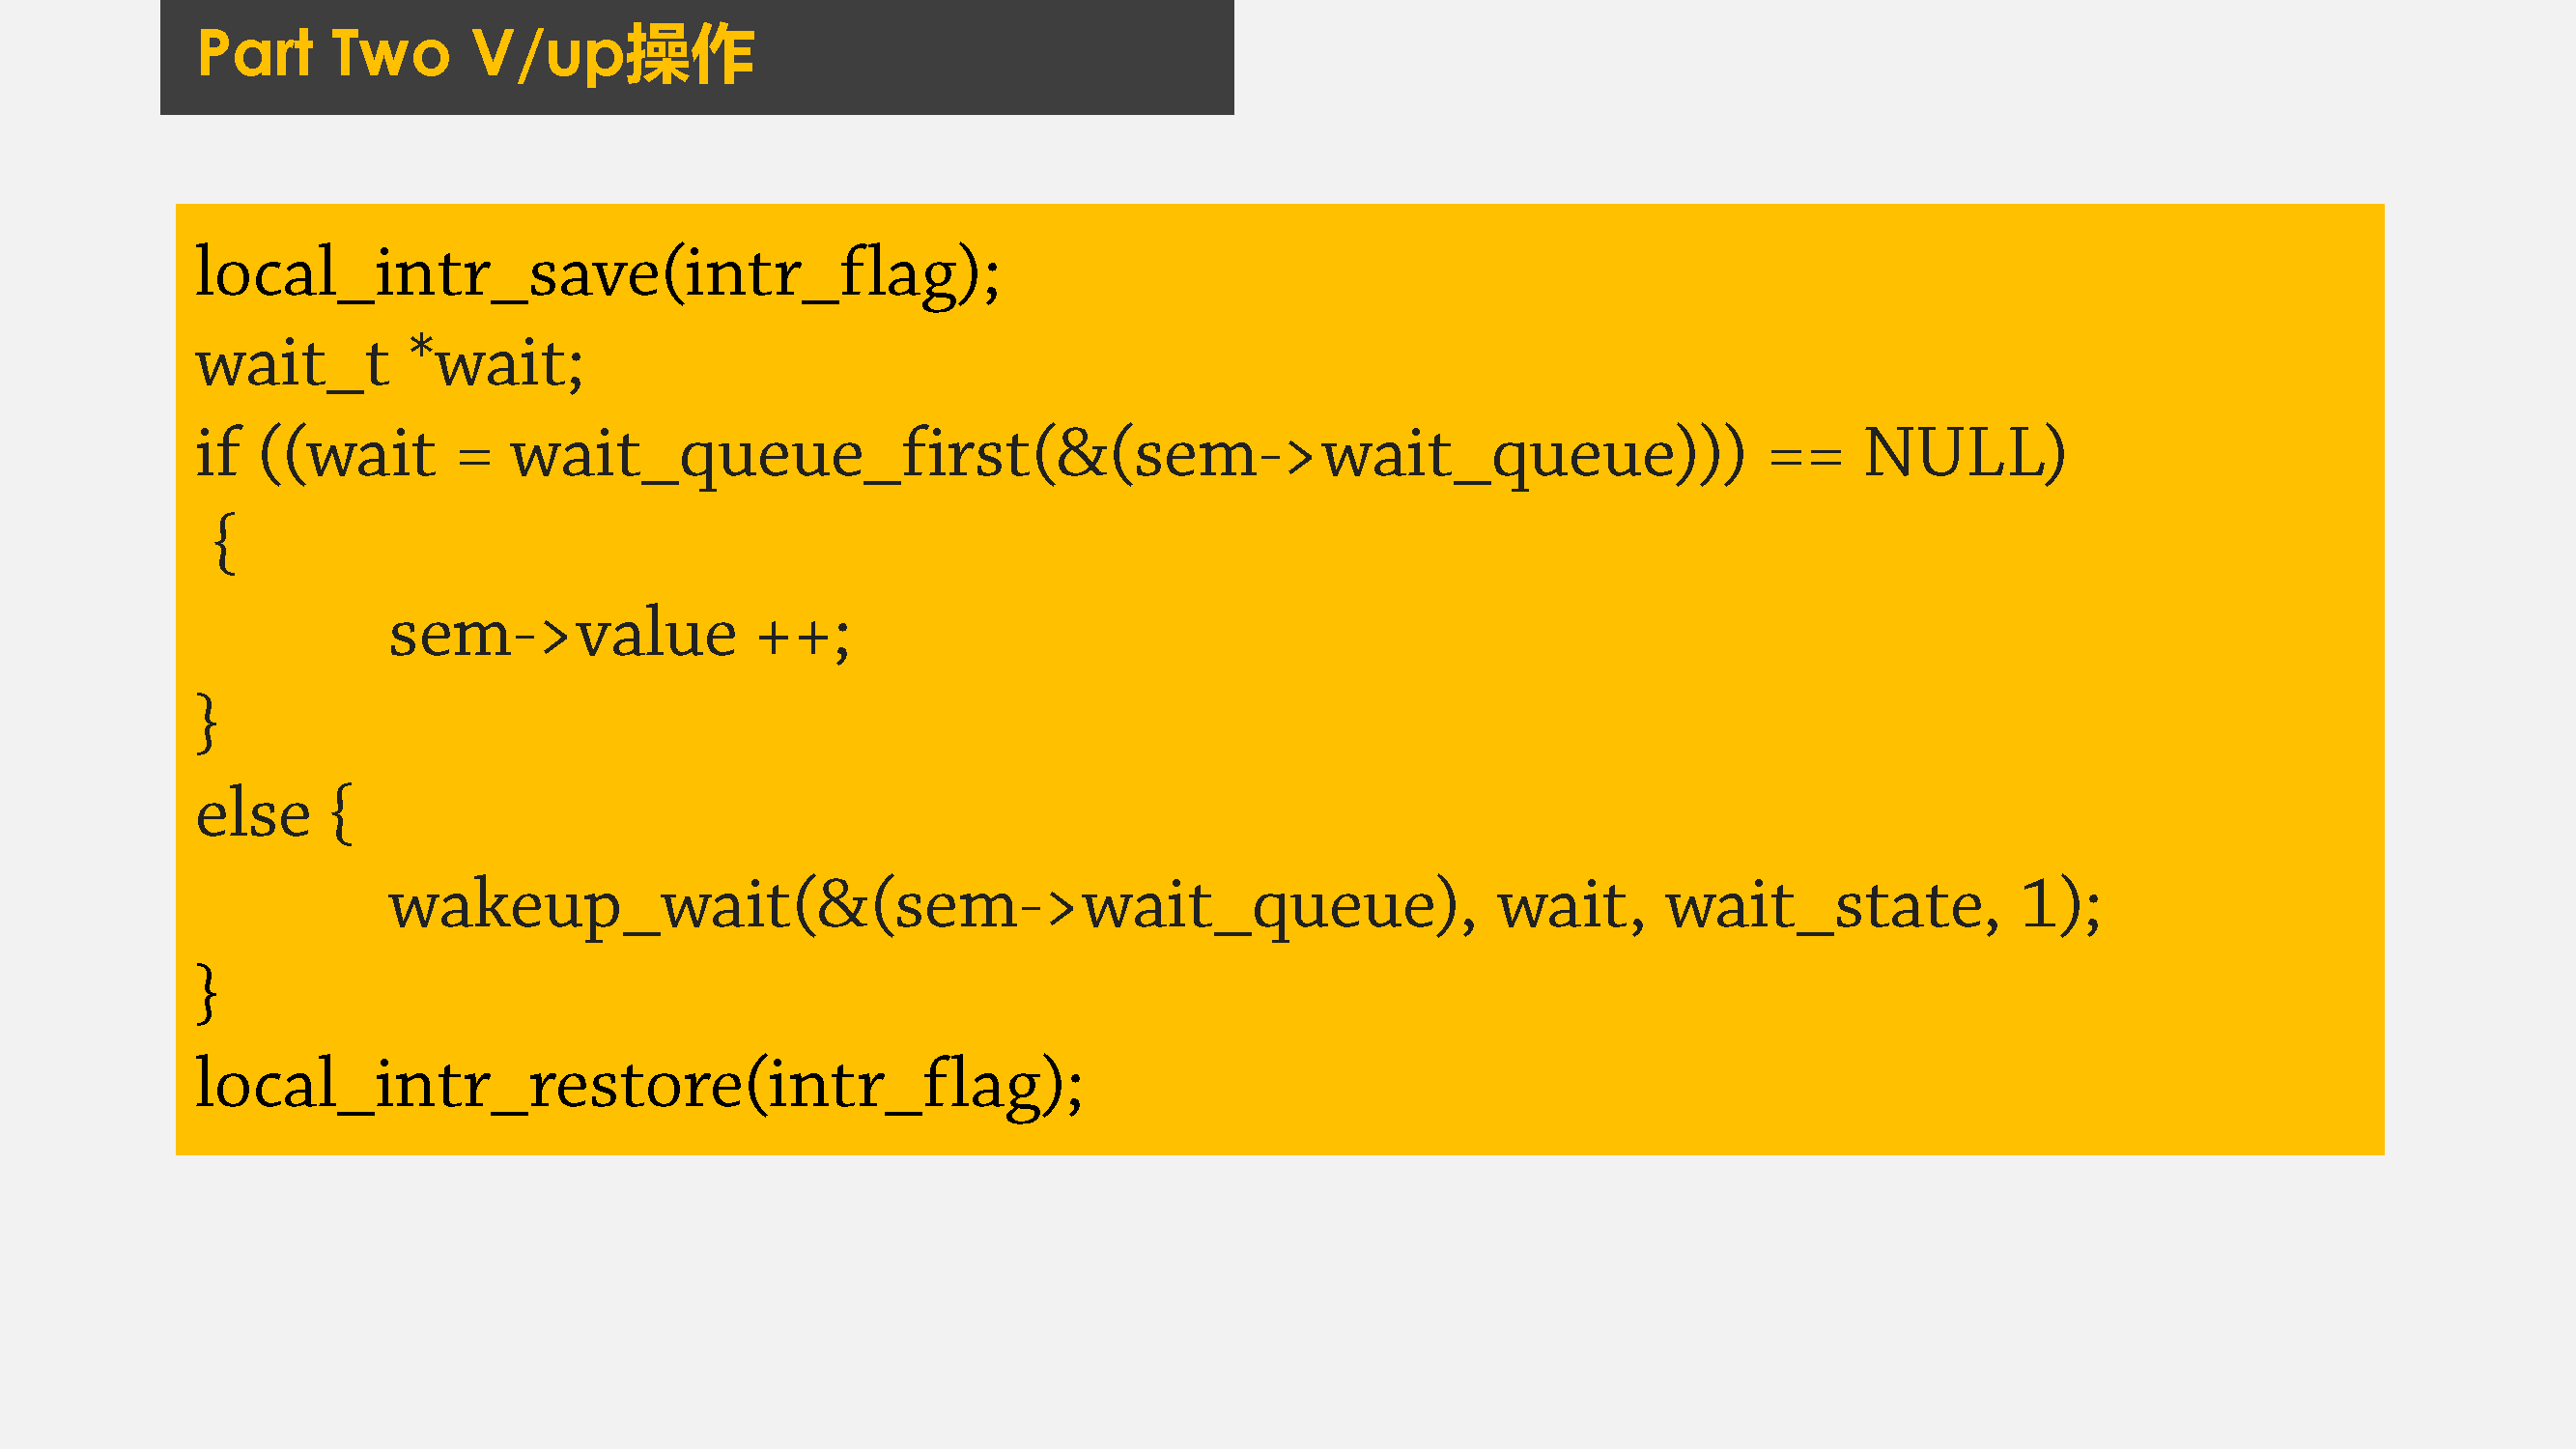 Part Two V/up操作
local_intr_save(intr_flag);
wait_t *wait;
if ((wait = wait_queue_first(&(sem->wait_queue))) == NULL)
{
sem->value ++;
}
else {
wakeup_wait(&(sem->wait_queue), wait, wait_state, 1);
}
local_intr_restore(intr_flag);